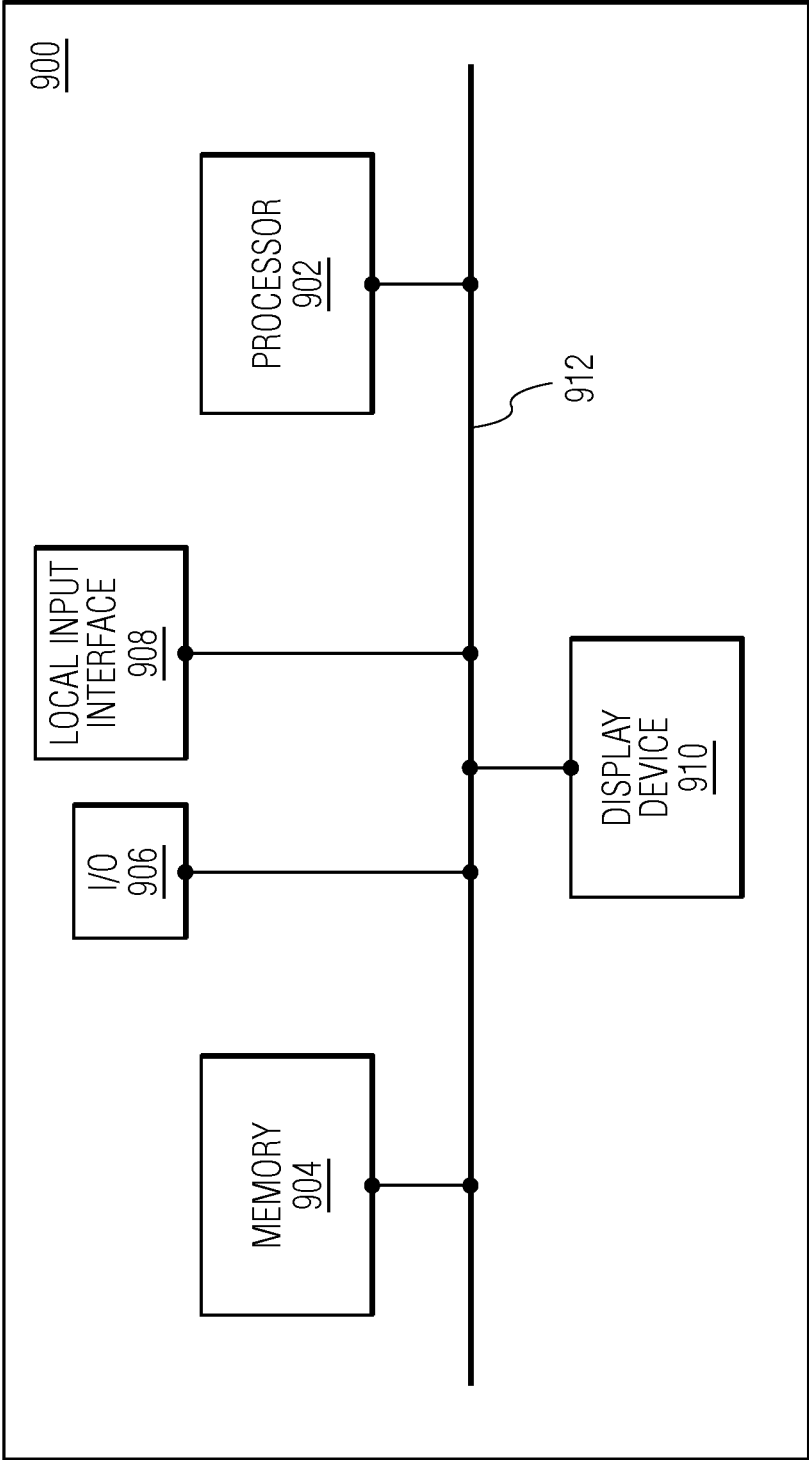 900
MEMORY
904
I/O
906
LOCAL INPUT
INTERFACE
908
PROCESSOR
902
912
DISPLAY
DEVICE
910